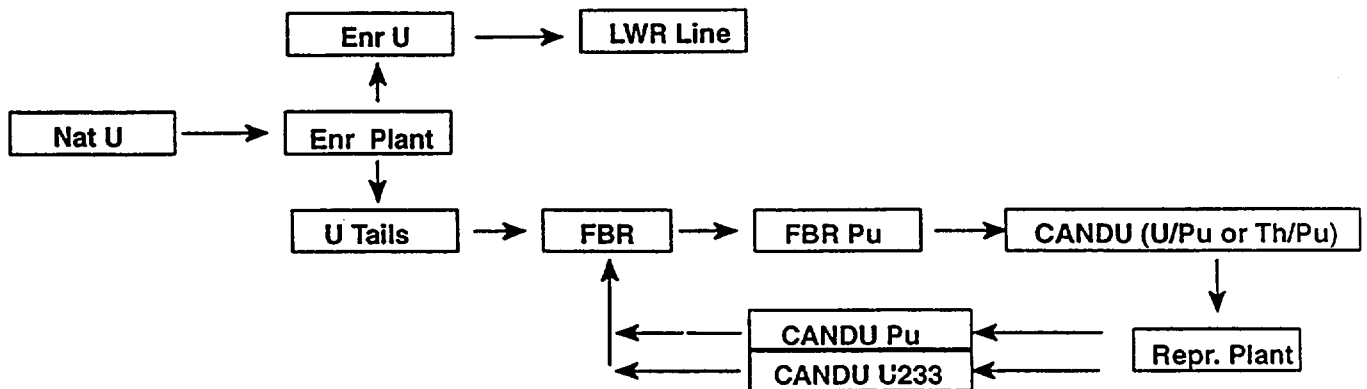 Enr U
LWR Line
Nat U
Enr Plant
U Tails
FBR
FBR Pu
CANDU (U/Pu or Th/Pu)
CANDU Pu
Repr. Plant
CANDU U233